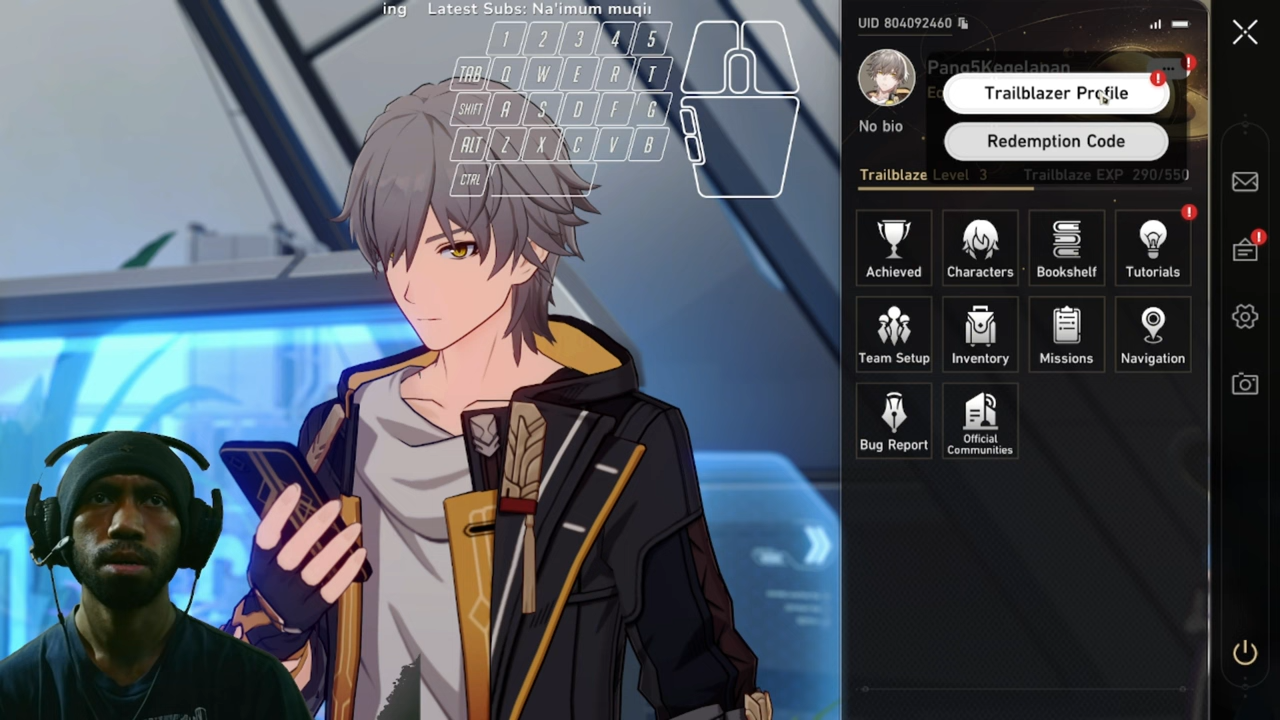 ing Latest Subs: Na'imum muqii
1 2 3 4 5
TAB Q W E R T
SHIFT A S D F G
ALT Z X C V B
CTRL
UID 804092460
Pang5Kegelapan
Trailblazer Profile
No bio
Redemption Code
Trailblaze Level 3 Trailblaze EXP 290/550
Achieved Characters Bookshelf Tutorials
Team Setup Inventory Missions Navigation
Bug Report Official Communities